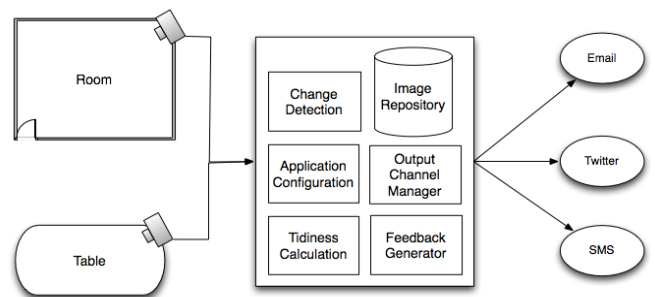 Room
Table
Change
Detection
Image
Repository
Application
Configuration
Output
Channel
Manager
Tidiness
Calculation
Feedback
Generator
Email
Twitter
SMS